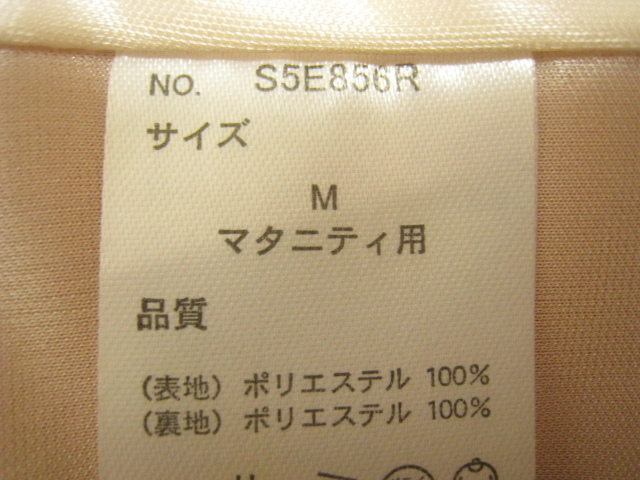 NO. S5E856R
サイズ
M
マタニティ用
品質
(表地) ポリエステル 100%
(裏地) ポリエステル 100%